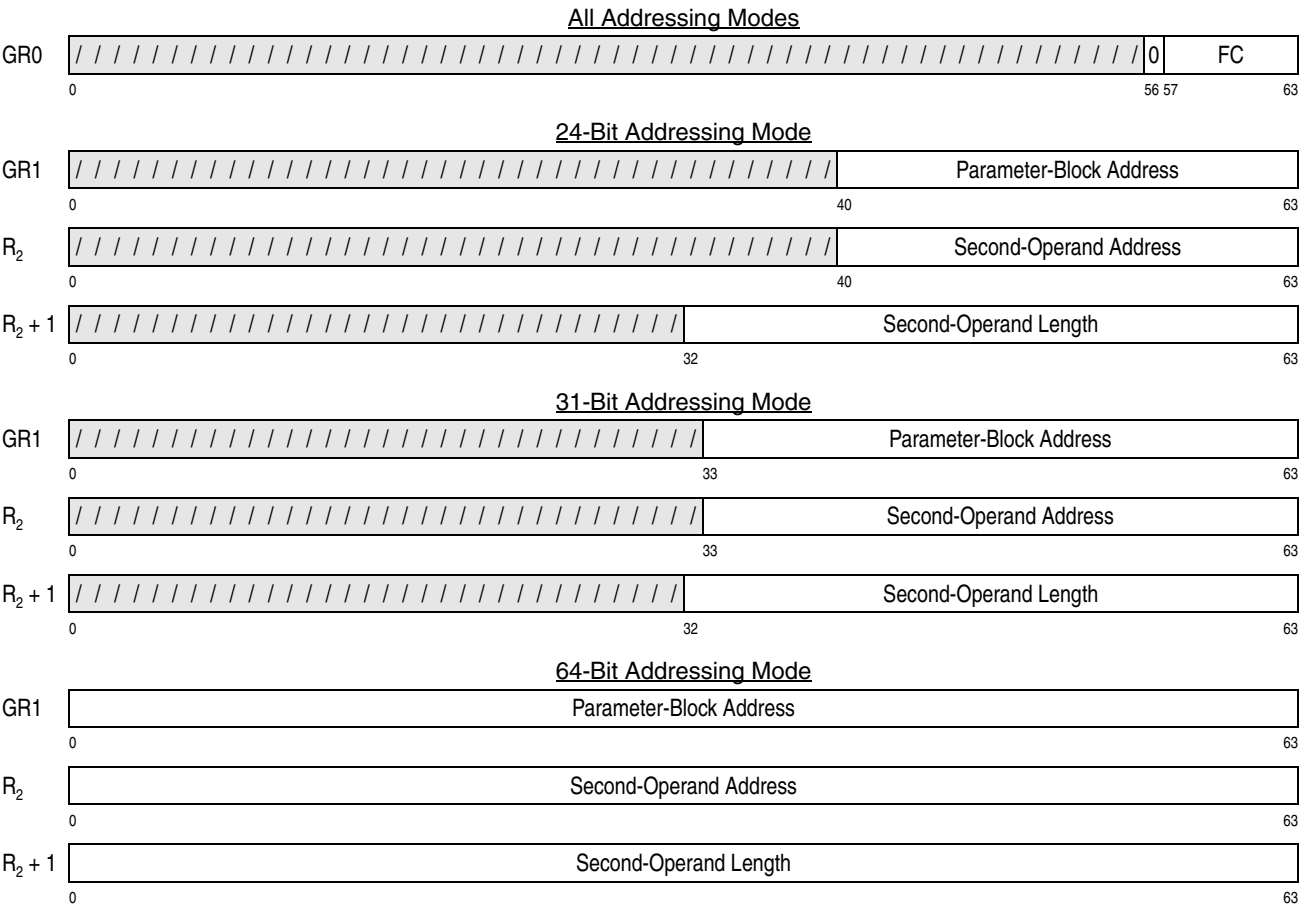 All Addressing Modes
GR0 / / / / / / / / / / / / / / / / / / / / / / / / / / / / / / / / / / / / / / / / / / / / / / / / / / / / / / / / 0 FC
0 56 57 63
24-Bit Addressing Mode
GR1 / / / / / / / / / / / / / / / / / / / / / / / / / / / / / / / / / / / / / / / / Parameter-Block Address
0 40 63
R2 / / / / / / / / / / / / / / / / / / / / / / / / / / / / / / / / / / / / / / / / Second-Operand Address
0 40 63
R2 + 1 / / / / / / / / / / / / / / / / / / / / / / / / / / / / / / / / Second-Operand Length
0 32 63
31-Bit Addressing Mode
GR1 / / / / / / / / / / / / / / / / / / / / / / / / / / / / / / / / / Parameter-Block Address
0 33 63
R2 / / / / / / / / / / / / / / / / / / / / / / / / / / / / / / / / / Second-Operand Address
0 33 63
R2 + 1 / / / / / / / / / / / / / / / / / / / / / / / / / / / / / / / / Second-Operand Length
0 32 63
64-Bit Addressing Mode
GR1 Parameter-Block Address
0 63
R2 Second-Operand Address
0 63
R2 + 1 Second-Operand Length
0 63